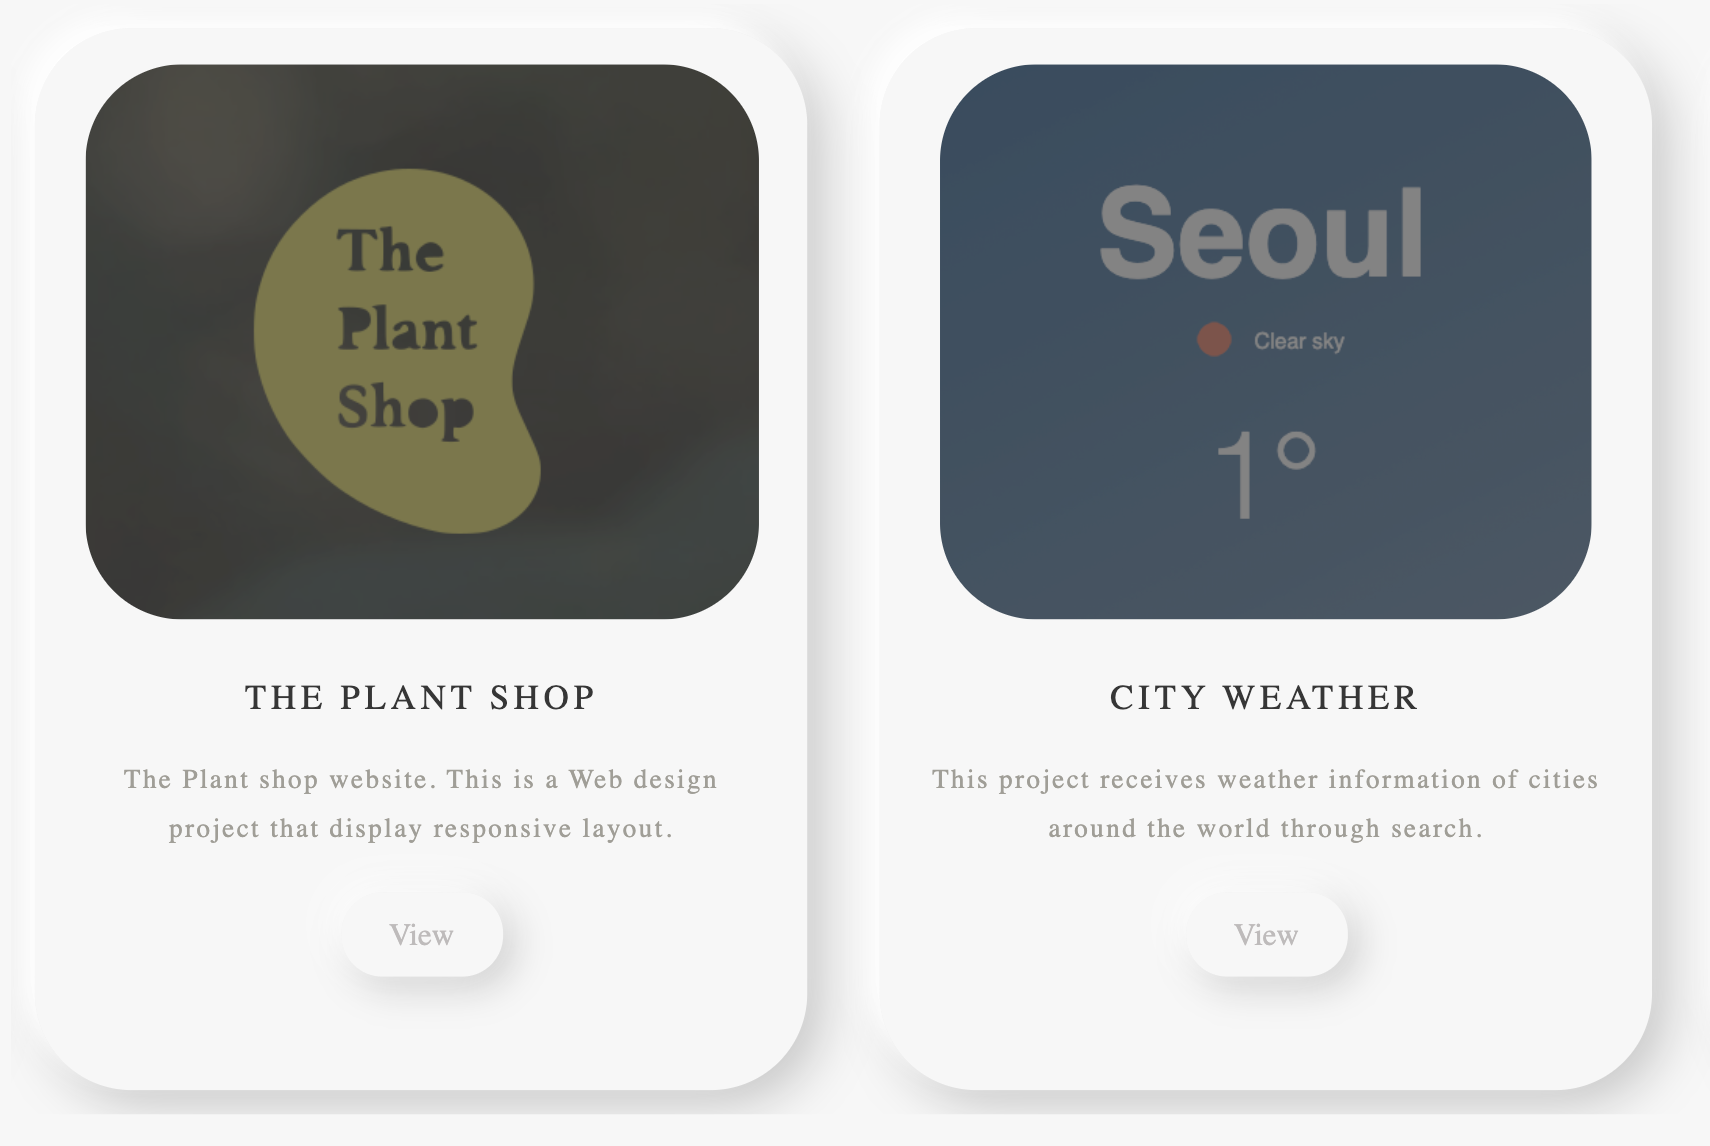 The
Plant
Shop
THE PLANT SHOP
The Plant shop website. This is a Web design
project that display responsive layout.
View
Seoul
Clear sky
1°
CITY WEATHER
This project receives weather information of cities
around the world through search.
View